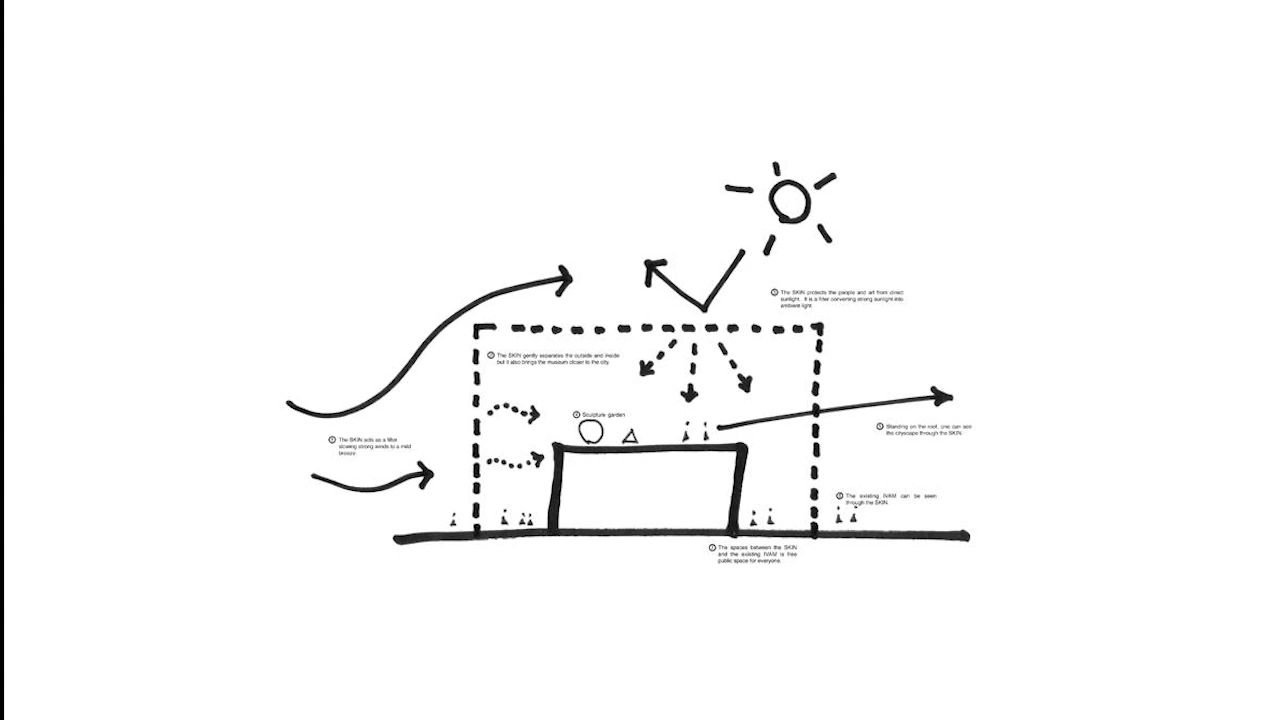 The SKIN protects the people and art from direct
sunlight. It is a filter converting strong sunlight into
ambient light.
The SKIN gently separates the outside and inside
but it also brings the museum closer to the city.
Sculpture garden
The SKIN acts as a filter
slowing strong winds to a mild
breeze.
Standing on the roof, one can see
the cityscape through the SKIN.
The existing IVAM can be seen
through the SKIN.
The spaces between the SKIN
and the existing IVAM is free
public space for everyone.